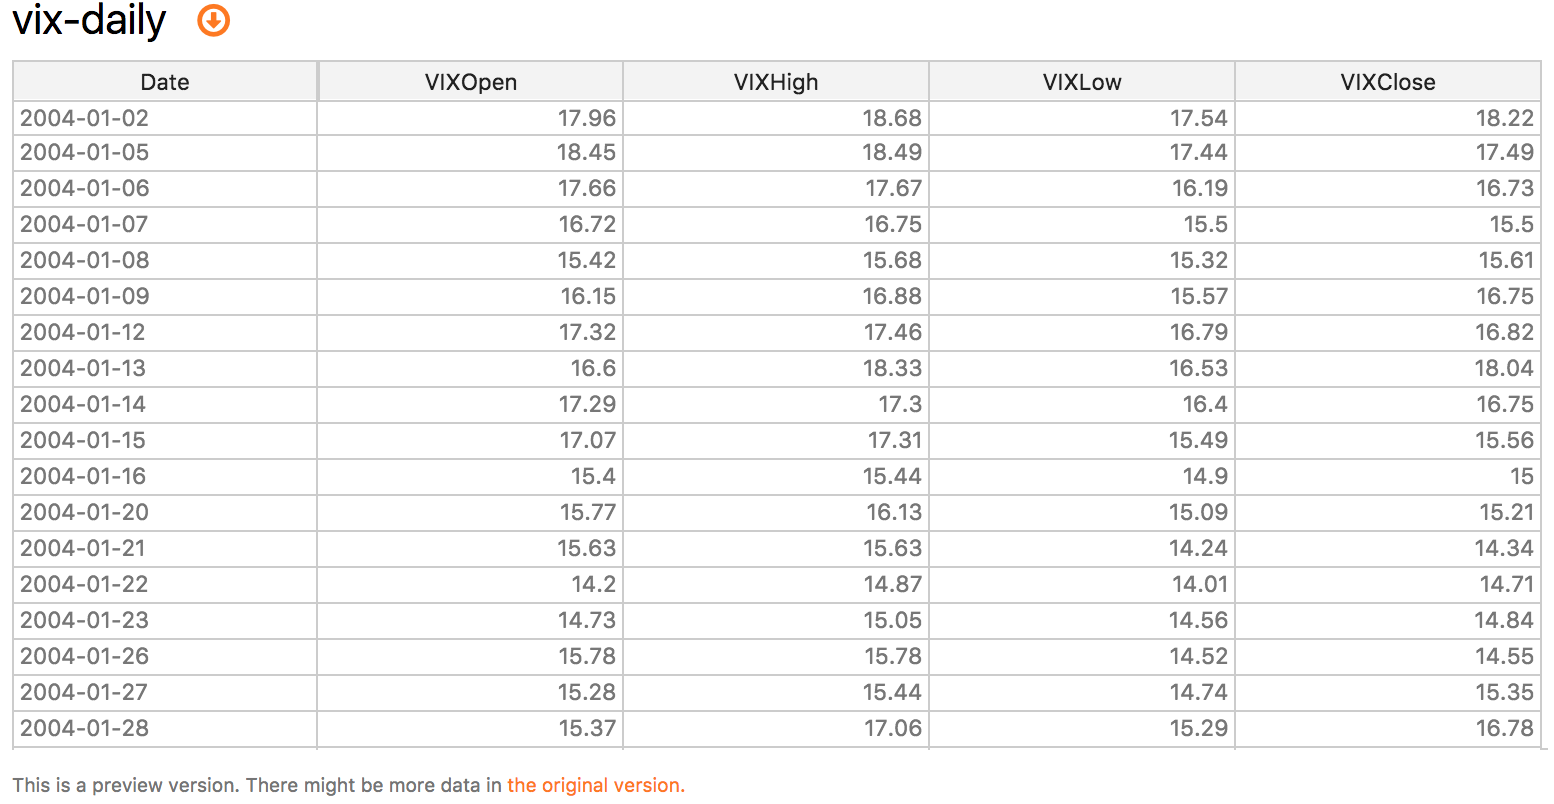 vix-daily
Date VIXOpen VIXHigh VIXLow VIXClose
2004-01-02 17.96 18.68 17.54 18.22
2004-01-05 18.45 18.49 17.44 17.49
2004-01-06 17.66 17.67 16.19 16.73
2004-01-07 16.72 16.75 15.5 15.5
2004-01-08 15.42 15.68 15.32 15.61
2004-01-09 16.15 16.88 15.57 16.75
2004-01-12 17.32 17.46 16.79 16.82
2004-01-13 16.6 18.33 16.53 18.04
2004-01-14 17.29 17.3 16.4 16.75
2004-01-15 17.07 17.31 15.49 15.56
2004-01-16 15.4 15.44 14.9 15
2004-01-20 15.77 16.13 15.09 15.21
2004-01-21 15.63 15.63 14.24 14.34
2004-01-22 14.2 14.87 14.01 14.71
2004-01-23 14.73 15.05 14.56 14.84
2004-01-26 15.78 15.78 14.52 14.55
2004-01-27 15.28 15.44 14.74 15.35
2004-01-28 15.37 17.06 15.29 16.78
This is a preview version. There might be more data in the original version.